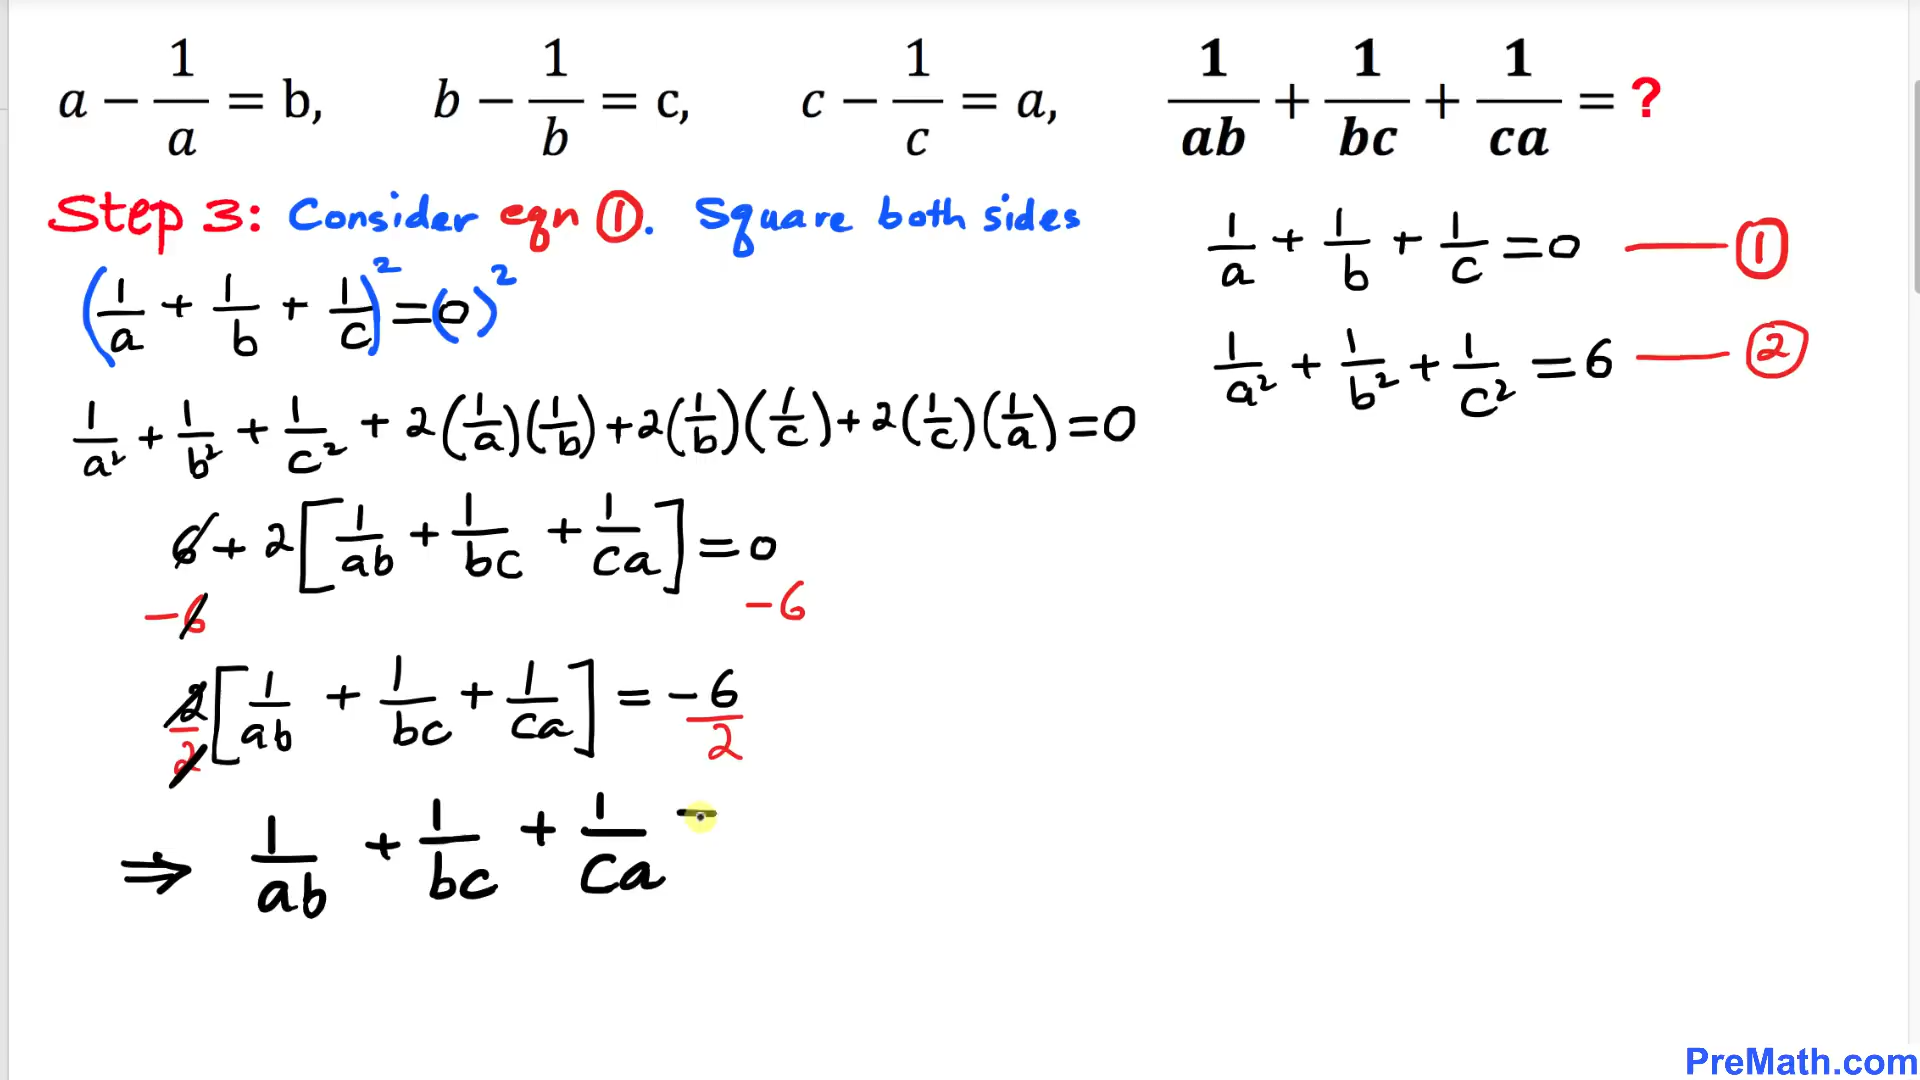 a − 1/a = b, b − 1/b = c, c − 1/c = a, 1/ab + 1/bc + 1/ca = ?
Step 3: Consider eqn ①. Square both sides
(1/a + 1/b + 1/c)² = (0)²
1/a² + 1/b² + 1/c² + 2(1/a)(1/b) + 2(1/b)(1/c) + 2(1/c)(1/a) = 0
6 + 2[1/ab + 1/bc + 1/ca] = 0
−6 −6
2/2[1/ab + 1/bc + 1/ca] = −6/2
⇒ 1/ab + 1/bc + 1/ca −
1/a + 1/b + 1/c = 0 —— ①
1/a² + 1/b² + 1/c² = 6 —— ②
PreMath.com